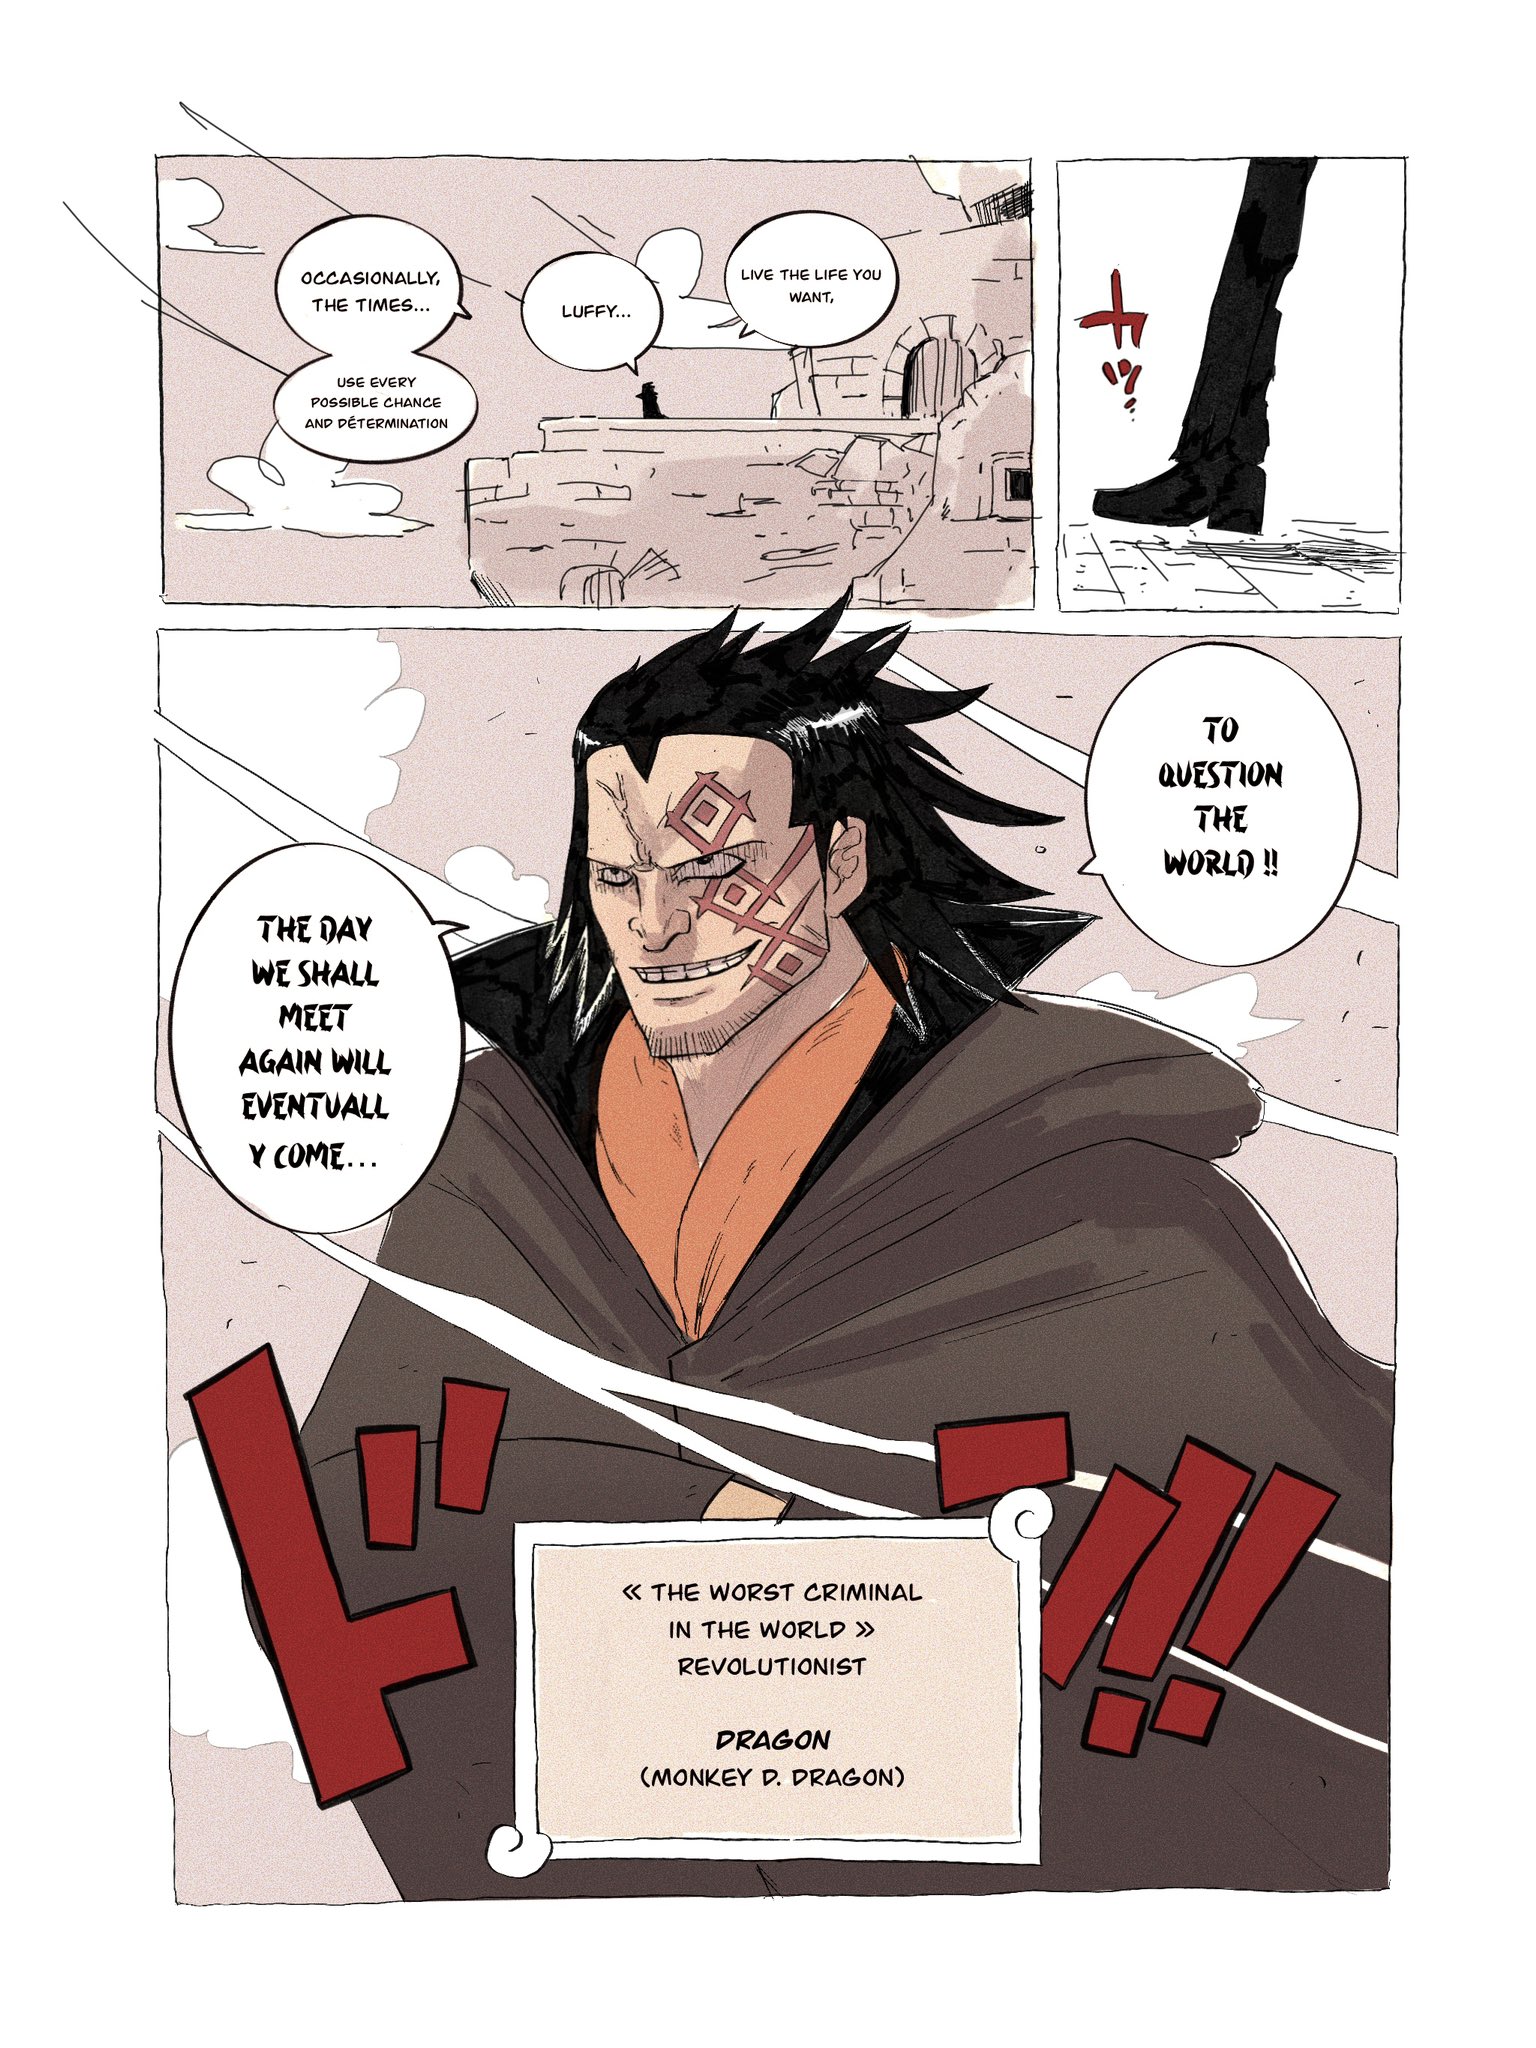 カ
ツ
LIVE THE LIFE YOU
WANT,
LUFFY...
OCCASIONALLY,
THE TIMES...
USE EVERY
POSSIBLE CHANCE
AND DÉTERMINATION
TO
QUESTION
THE
WORLD !!
THE DAY
WE SHALL
MEET
AGAIN WILL
EVENTUALL
Y COME...
ドン!!
« THE WORST CRIMINAL
IN THE WORLD »
REVOLUTIONIST
DRAGON
(MONKEY D. DRAGON)